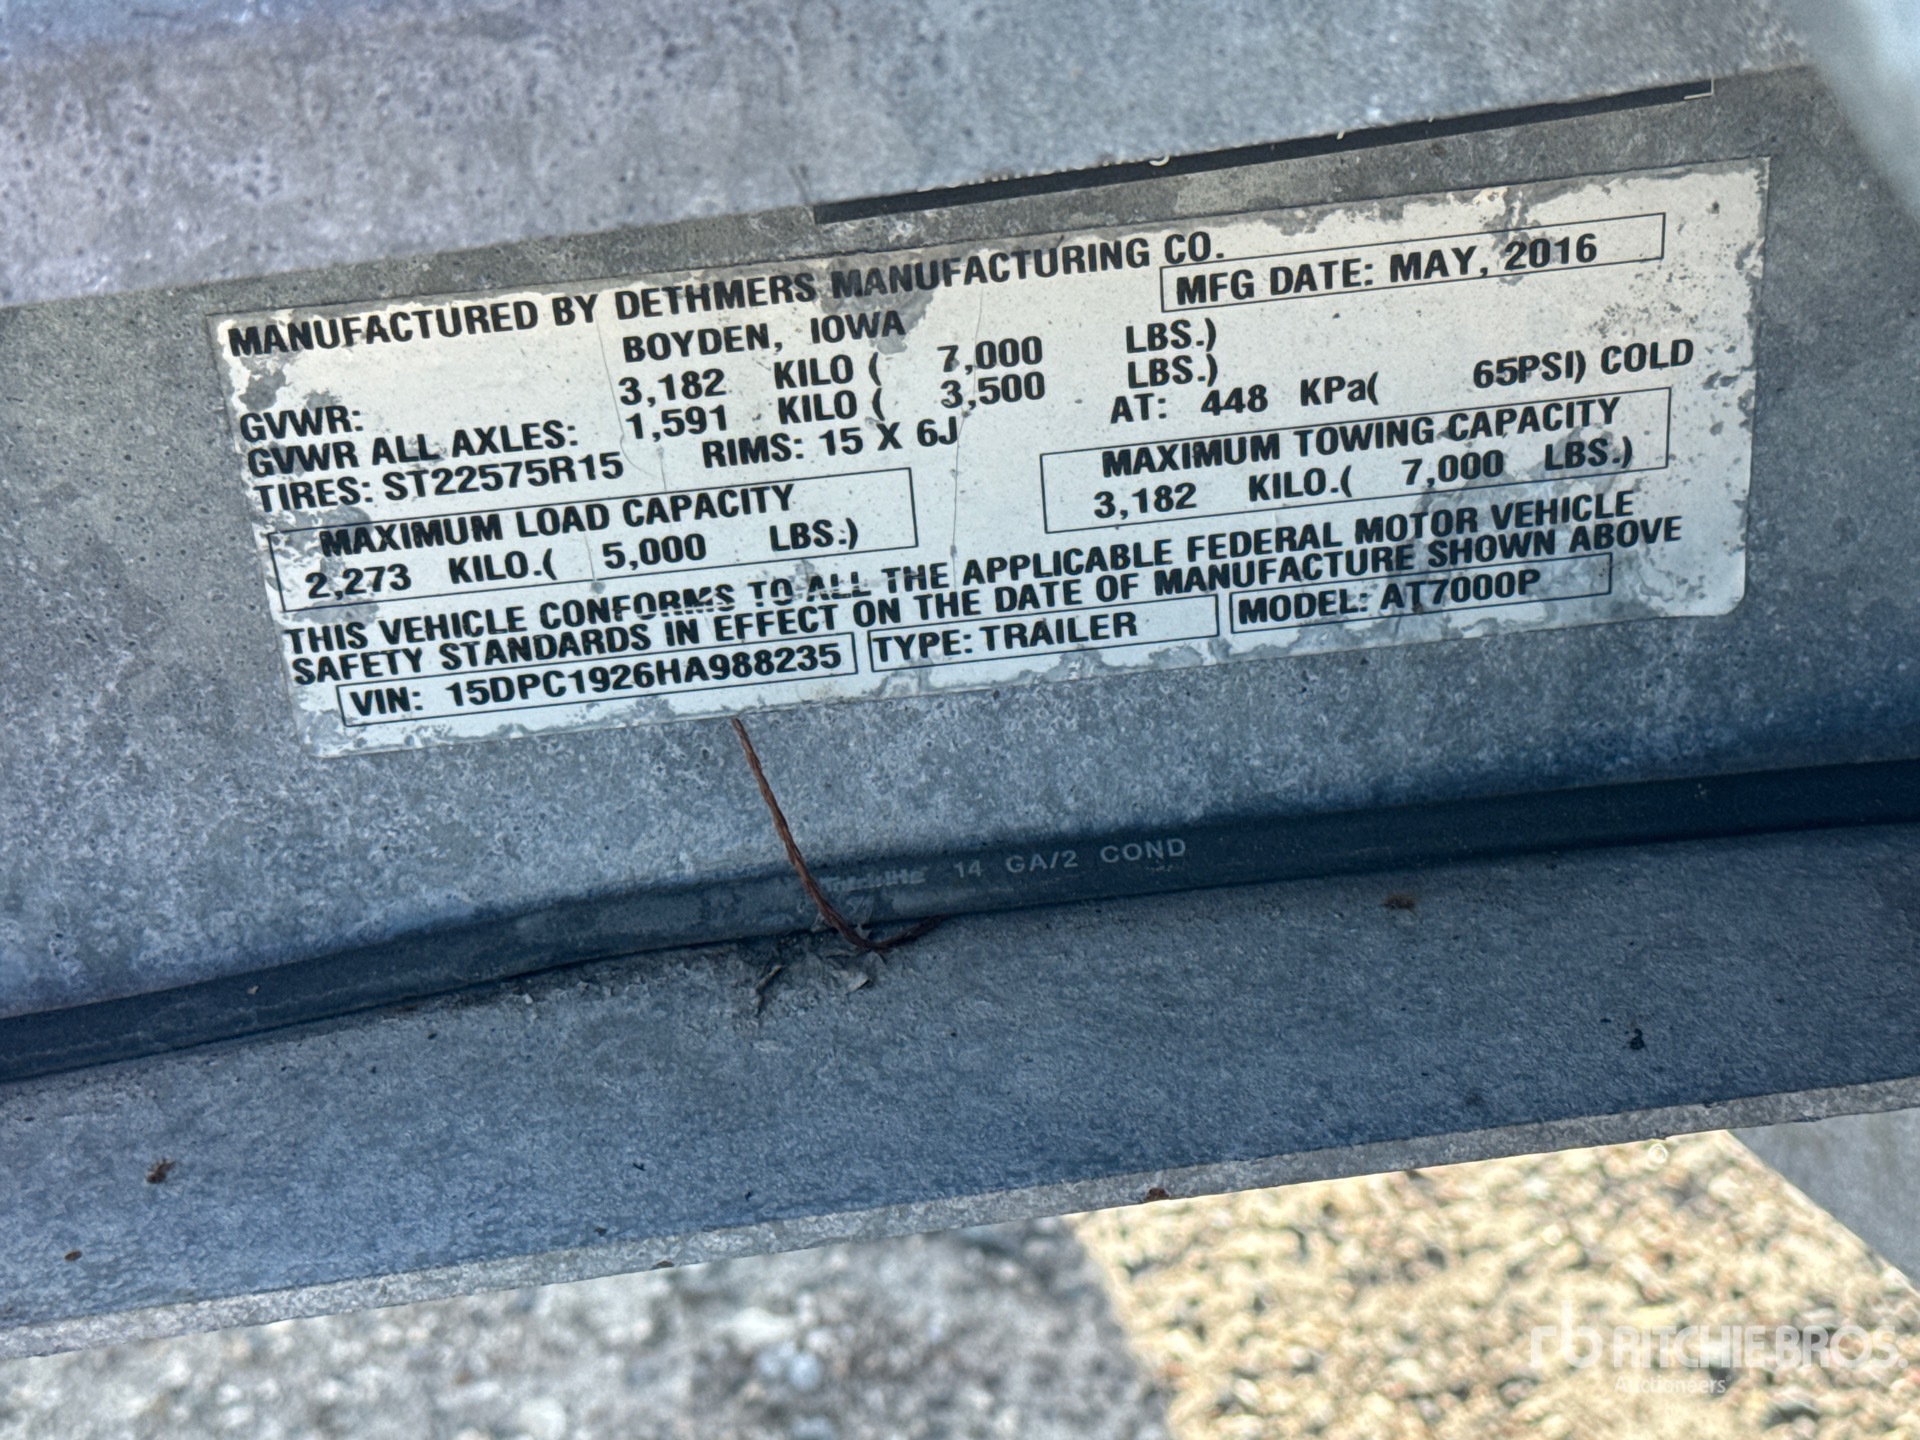 MANUFACTURED BY DETHMERS MANUFACTURING CO.
BOYDEN, IOWA
MFG DATE: MAY, 2016
GVWR: 3,182 KILO ( 7,000 LBS.)
GVWR ALL AXLES: 1,591 KILO ( 3,500 LBS.)
TIRES: ST22575R15 RIMS: 15 X 6J AT: 448 KPa( 65PSI) COLD
MAXIMUM LOAD CAPACITY
2,273 KILO.( 5,000 LBS.)
MAXIMUM TOWING CAPACITY
3,182 KILO.( 7,000 LBS.)
THIS VEHICLE CONFORMS TO ALL THE APPLICABLE FEDERAL MOTOR VEHICLE
SAFETY STANDARDS IN EFFECT ON THE DATE OF MANUFACTURE SHOWN ABOVE
VIN: 15DPC1926HA988235 TYPE: TRAILER MODEL: AT7000P
14 GA/2 COND
rb RITCHIE BROS.
Auctioneers